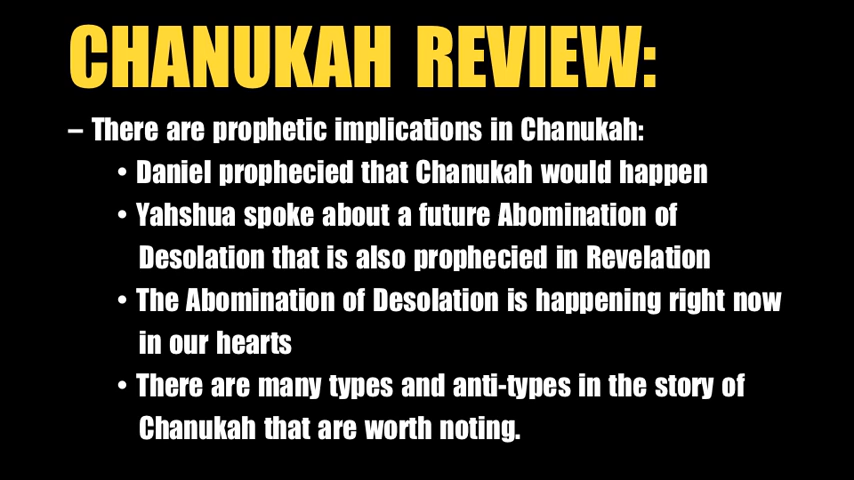 CHANUKAH REVIEW:
– There are prophetic implications in Chanukah:
• Daniel prophecied that Chanukah would happen
• Yahshua spoke about a future Abomination of
Desolation that is also prophecied in Revelation
• The Abomination of Desolation is happening right now
in our hearts
• There are many types and anti-types in the story of
Chanukah that are worth noting.